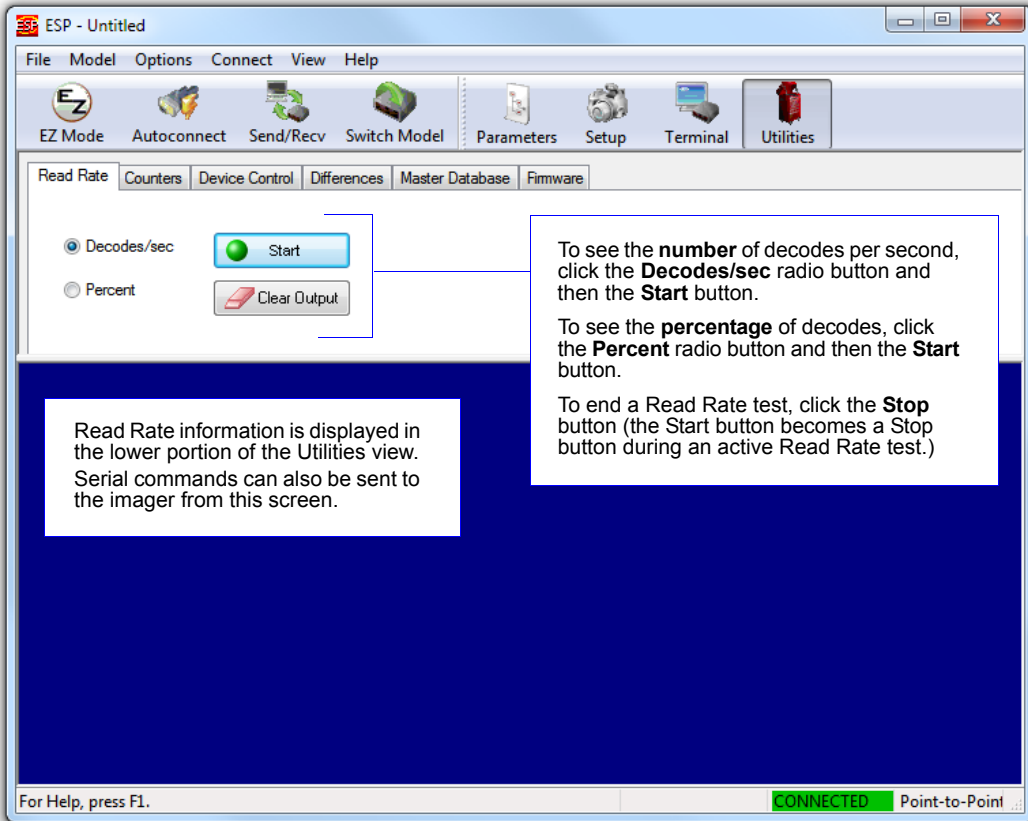 ESP - Untitled
File Model Options Connect View Help
EZ Mode Autoconnect Send/Recv Switch Model Parameters Setup Terminal Utilities
Read Rate Counters Device Control Differences Master Database Firmware
Decodes/sec Start
Percent Clear Output
To see the number of decodes per second,
click the Decodes/sec radio button and
then the Start button.
To see the percentage of decodes, click
the Percent radio button and then the Start
button.
To end a Read Rate test, click the Stop
button (the Start button becomes a Stop
button during an active Read Rate test.)
Read Rate information is displayed in
the lower portion of the Utilities view.
Serial commands can also be sent to
the imager from this screen.
For Help, press F1. CONNECTED Point-to-Point